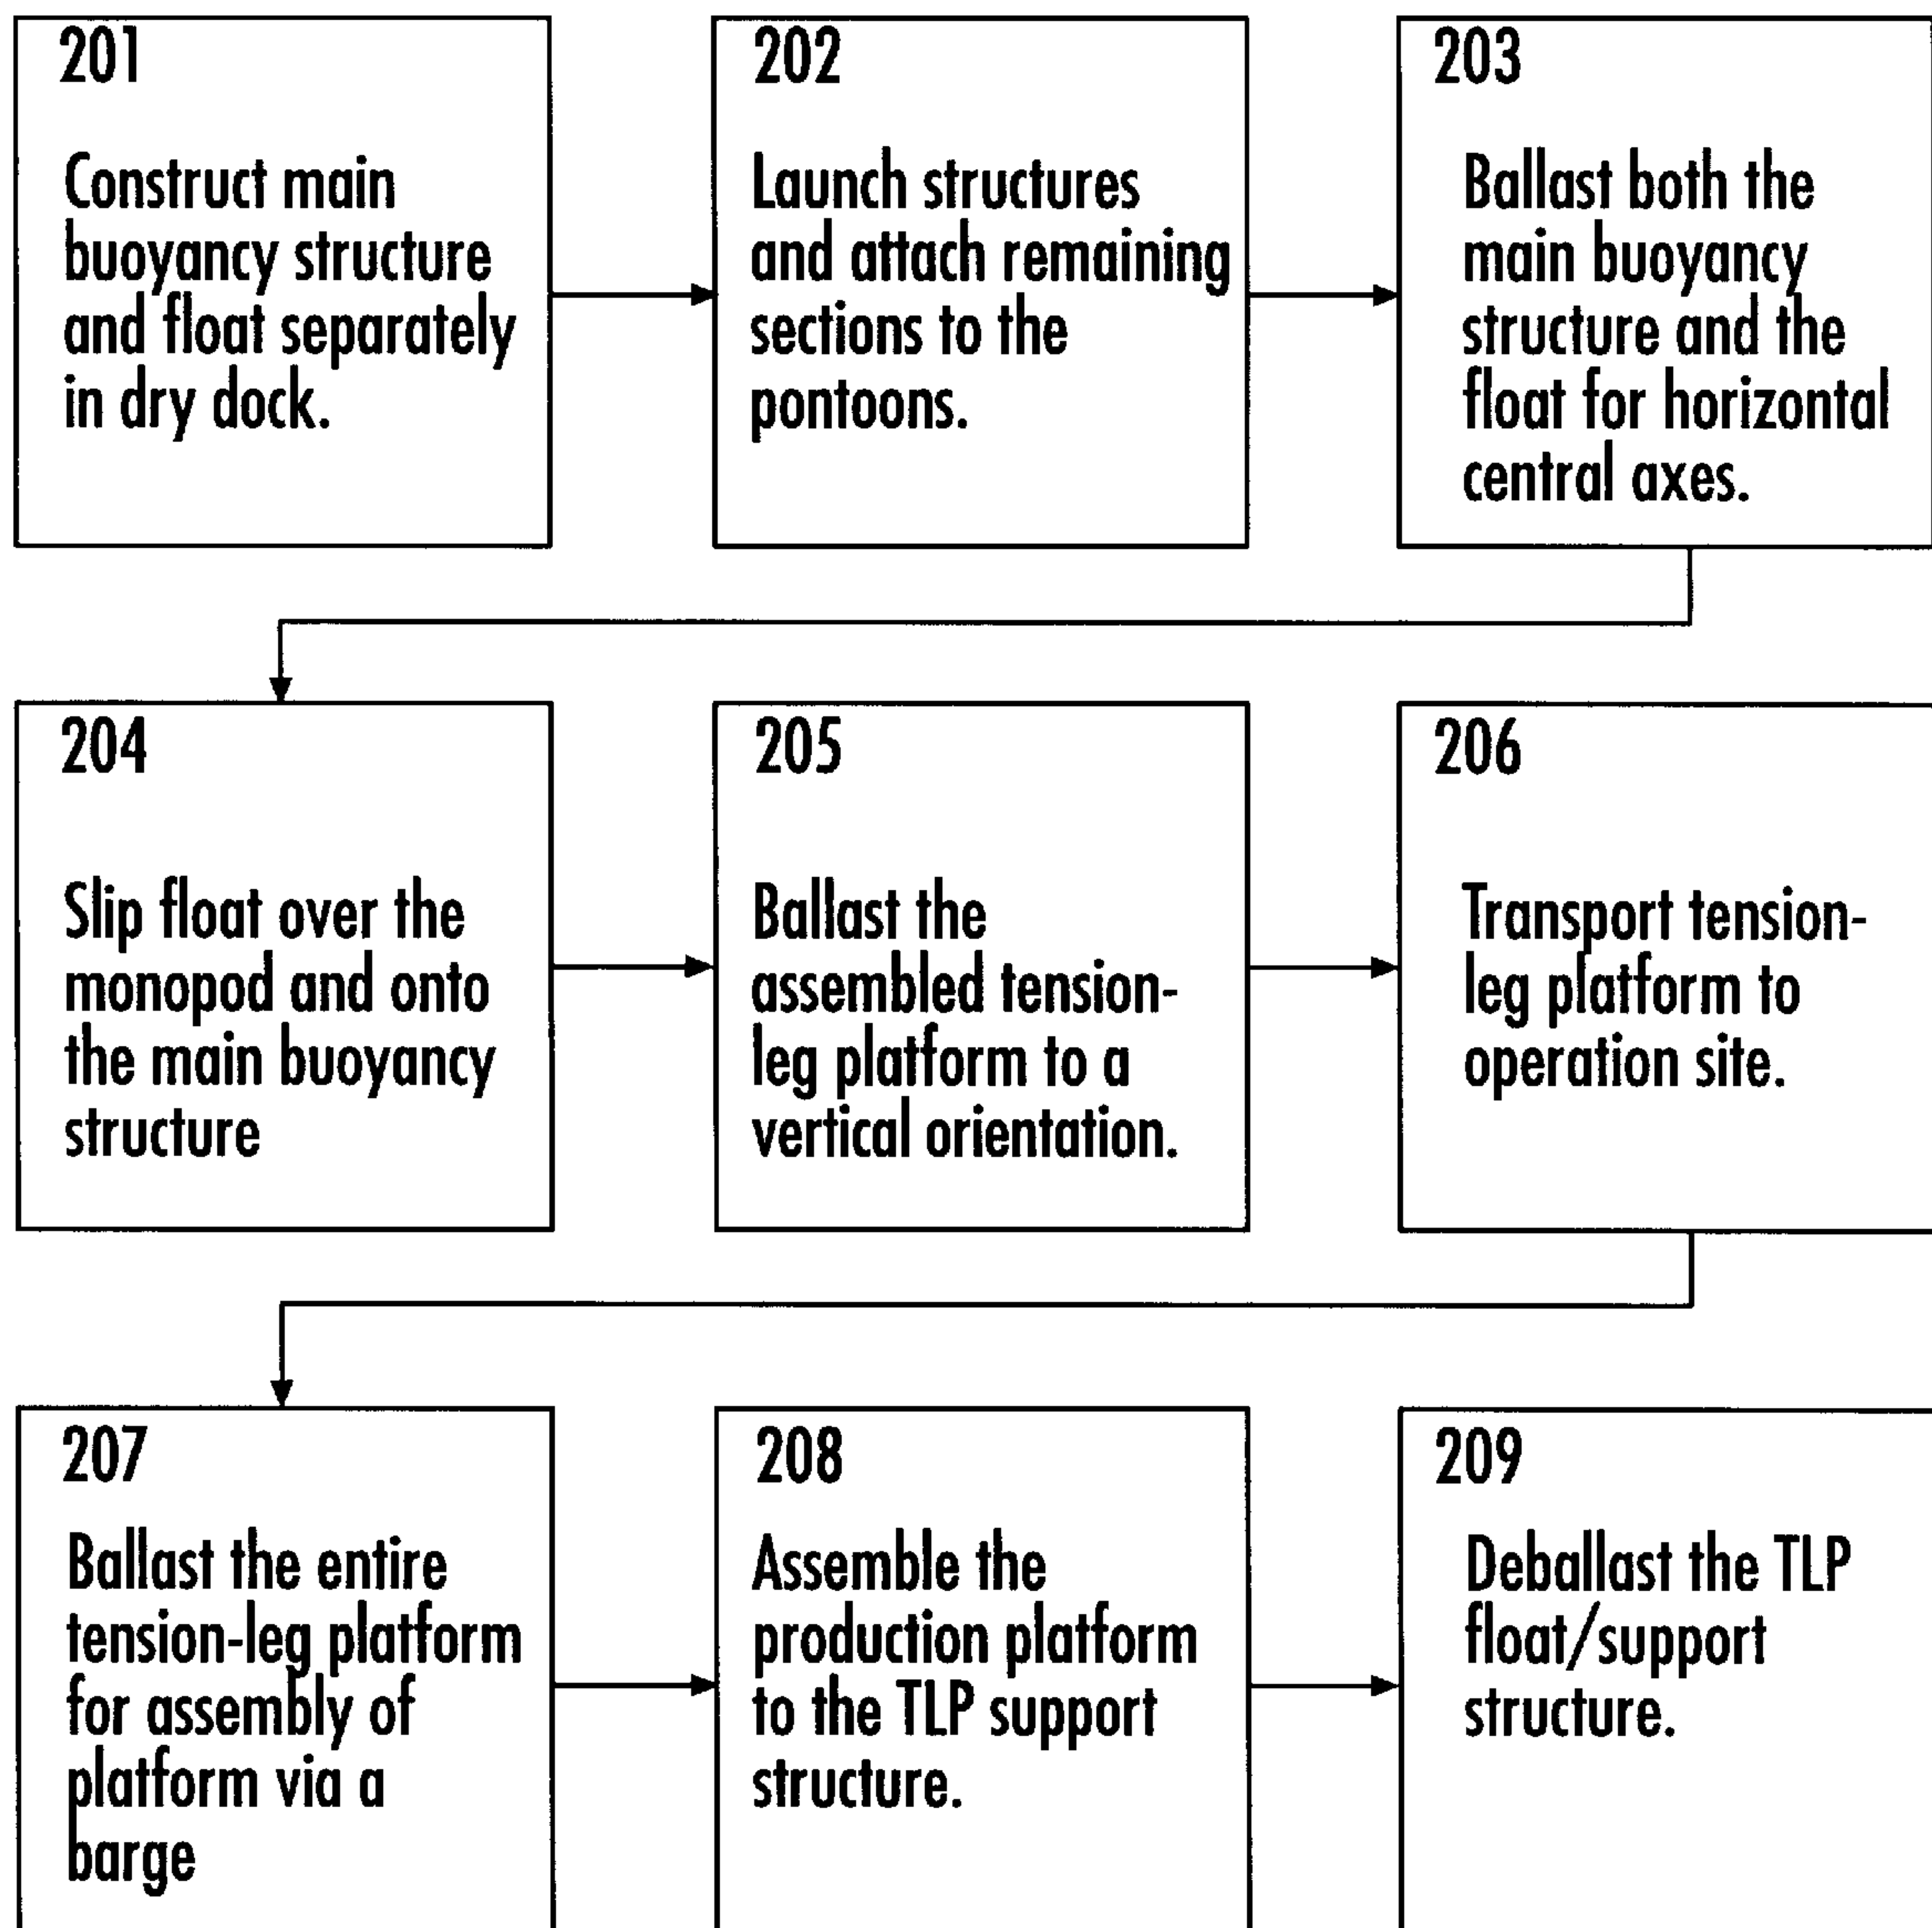 201
Construct main
buoyancy structure
and float separately
in dry dock.
202
Launch structures
and attach remaining
sections to the
pontoons.
203
Ballast both the
main buoyancy
structure and the
float for horizontal
central axes.
204
Slip float over the
monopod and onto
the main buoyancy
structure
205
Ballast the
assembled tension-
leg platform to a
vertical orientation.
206
Transport tension-
leg platform to
operation site.
207
Ballast the entire
tension-leg platform
for assembly of
platform via a
barge
208
Assemble the
production platform
to the TLP support
structure.
209
Deballast the TLP
float/support
structure.